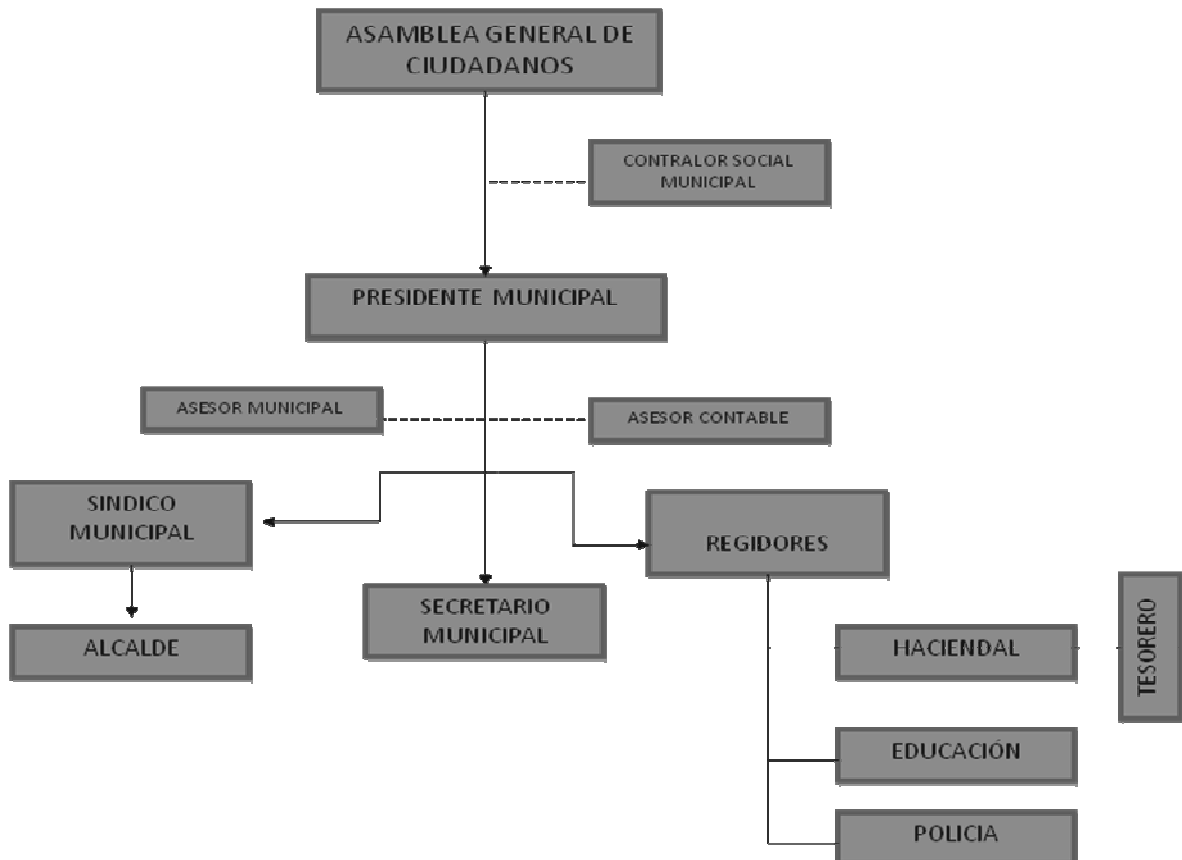 ASAMBLEA GENERAL DE
CIUDADANOS
CONTRALOR SOCIAL
MUNICIPAL
PRESIDENTE MUNICIPAL
ASESOR MUNICIPAL
ASESOR CONTABLE
SINDICO
MUNICIPAL
REGIDORES
SECRETARIO
MUNICIPAL
ALCALDE
HACIENDAL
TESORERO
EDUCACIÓN
POLICIA